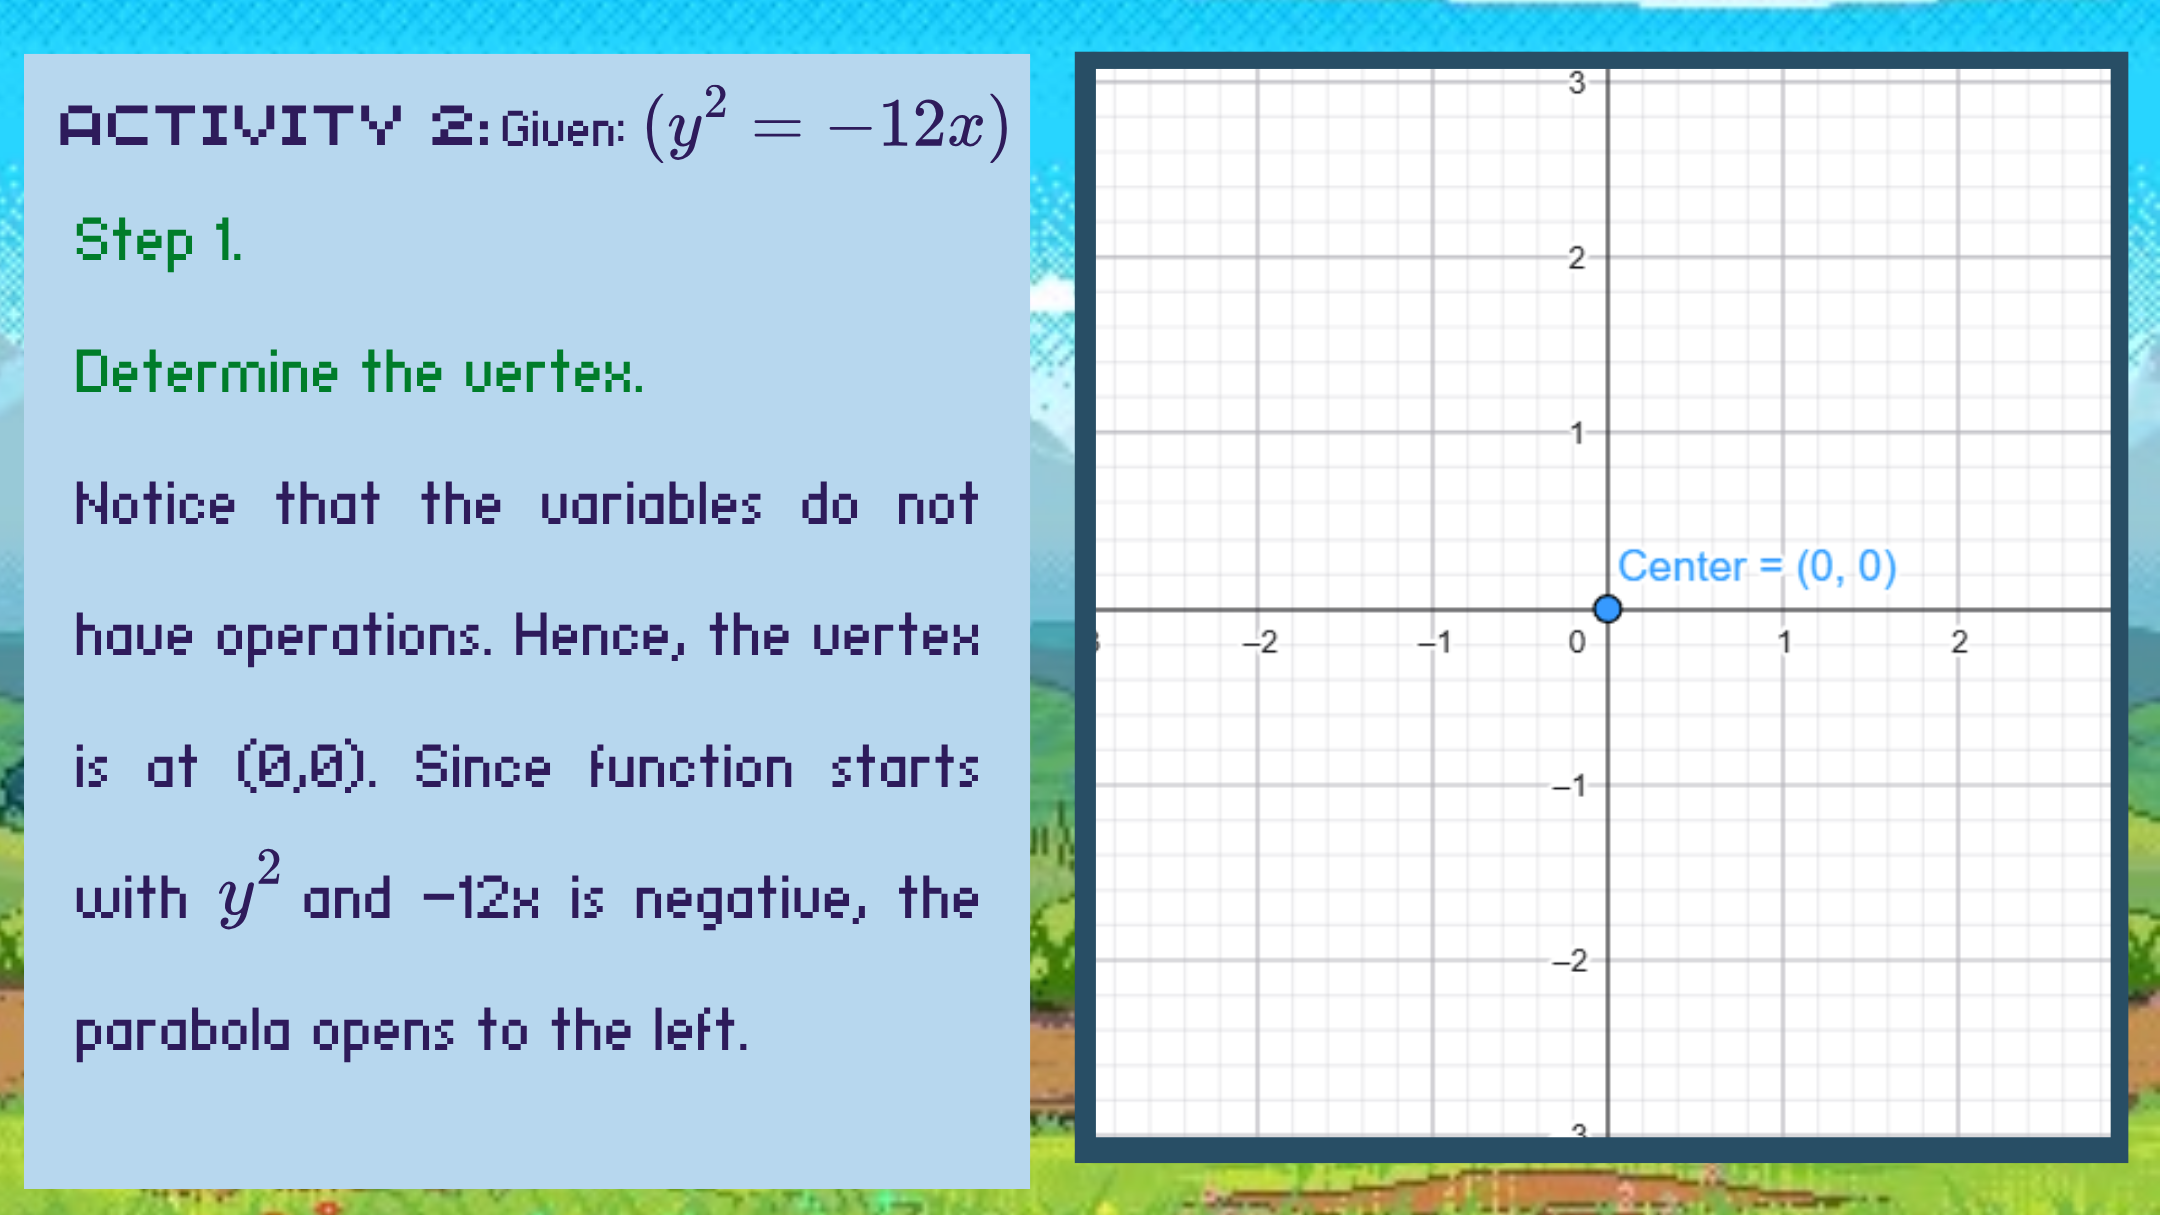 ACTIVITY 2: Given: (y² = −12x)
Step 1.
Determine the vertex.
Notice that the variables do not
have operations. Hence, the vertex
is at (0,0). Since function starts
with y² and -12x is negative, the
parabola opens to the left.
3
2
1
Center = (0, 0)
–2 –1 0 1 2
–1
–2